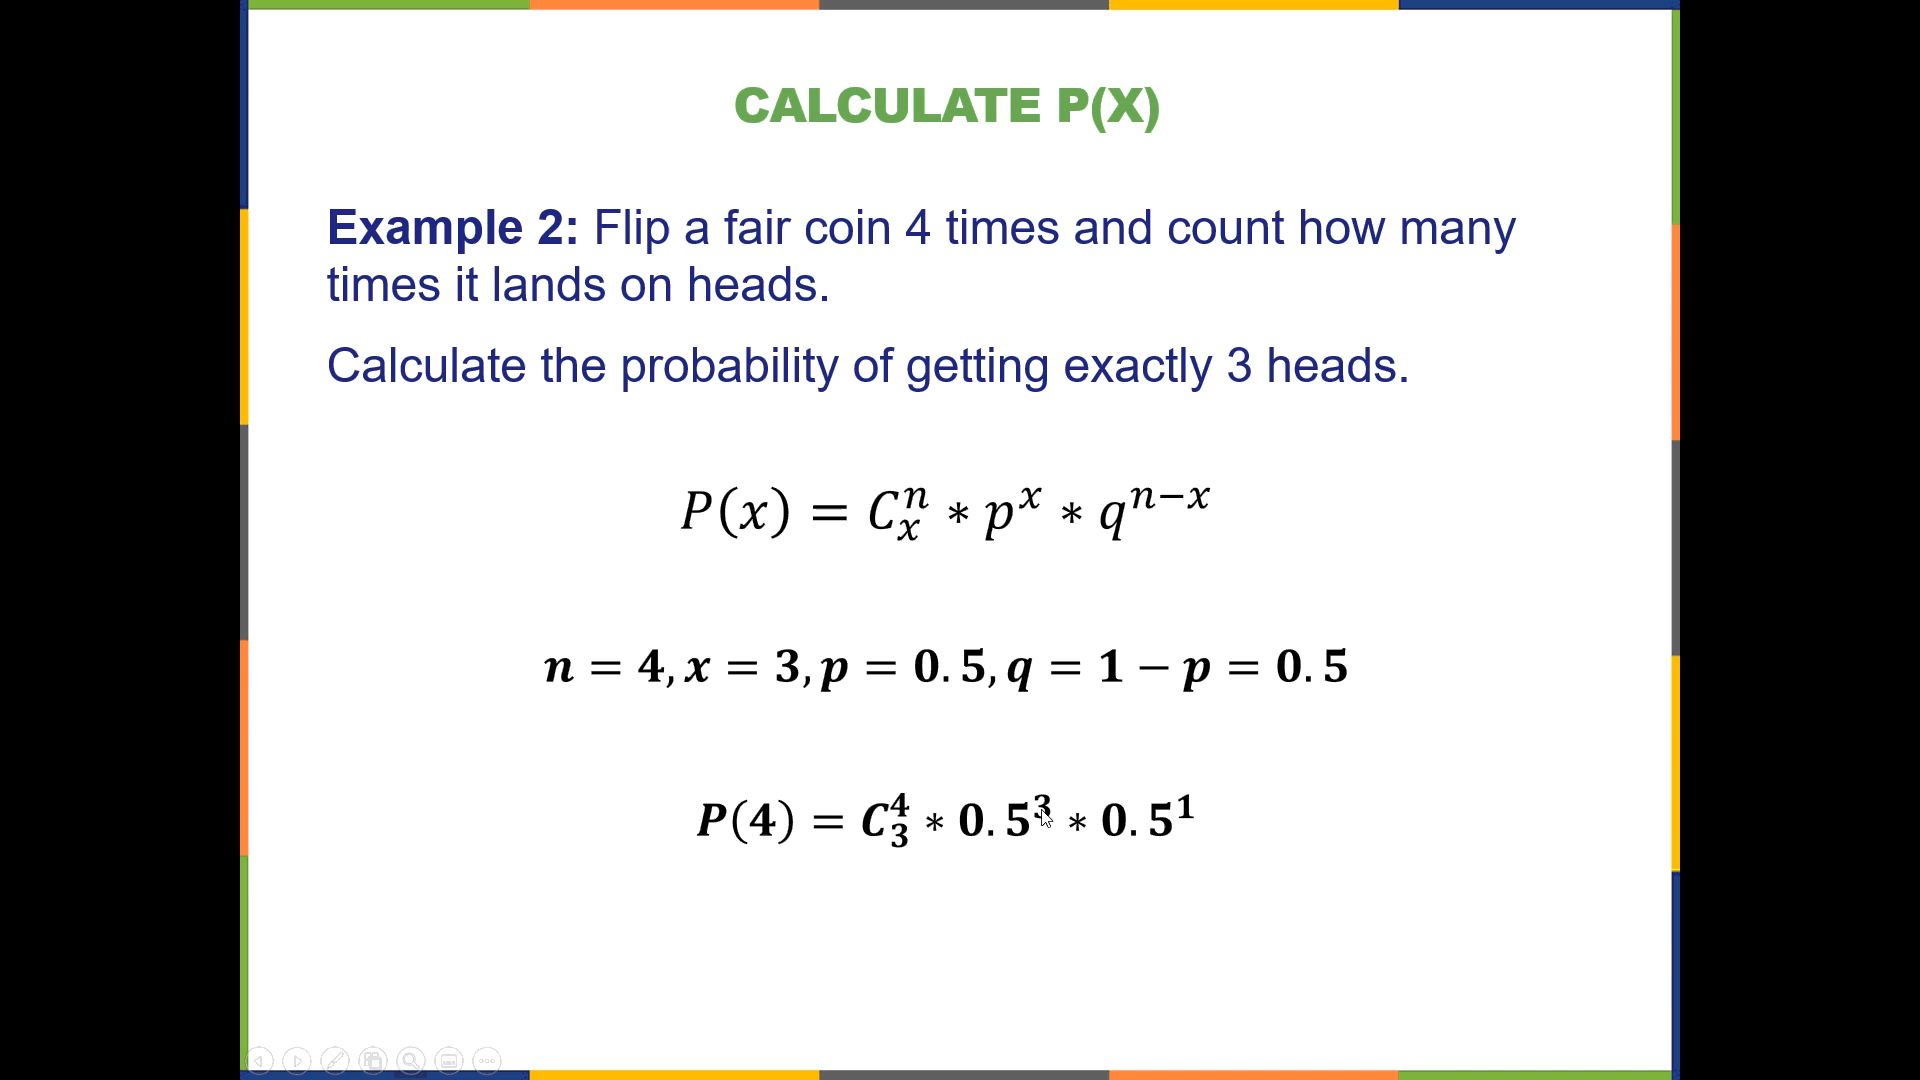 CALCULATE P(X)
Example 2: Flip a fair coin 4 times and count how many
times it lands on heads.
Calculate the probability of getting exactly 3 heads.
$P(x) = C_x^n * p^x * q^{n-x}$
$n = 4, x = 3, p = 0.5, q = 1 - p = 0.5$
$P(4) = C_3^4 * 0.5^3 * 0.5^1$